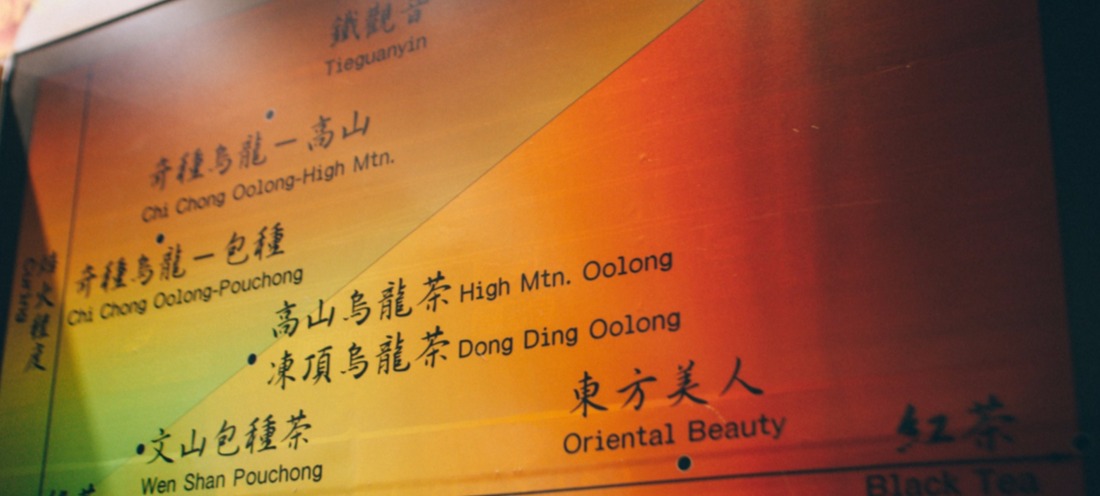 鐵觀音
Tieguanyin
奇種烏龍－高山
Chi Chong Oolong-High Mtn.
奇種烏龍－包種
Chi Chong Oolong-Pouchong
高山烏龍茶 High Mtn. Oolong
凍頂烏龍茶 Dong Ding Oolong
東方美人
Oriental Beauty
文山包種茶
Wen Shan Pouchong
紅茶
Black Tea